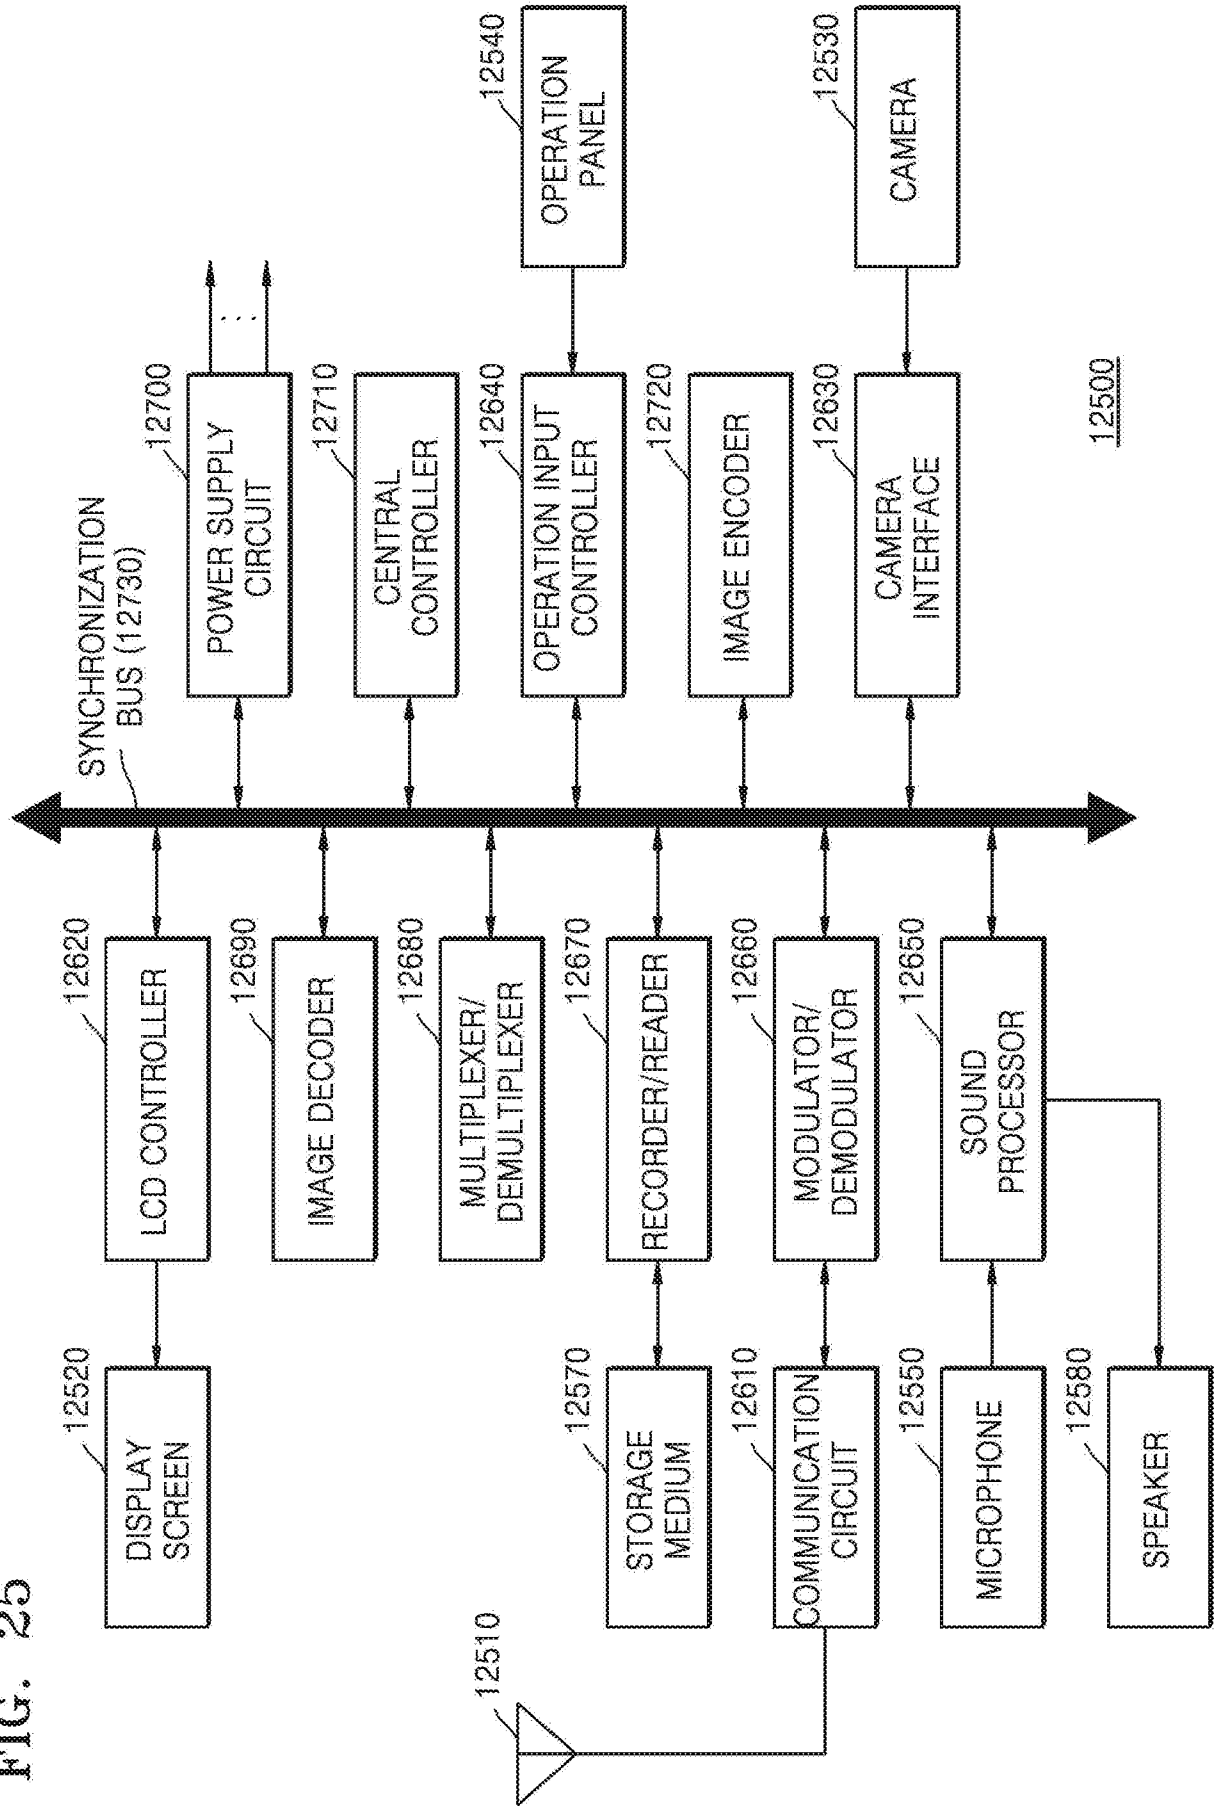 FIG. 25
12510
12520
DISPLAY
SCREEN
12570
STORAGE
MEDIUM
12610
COMMUNICATION
CIRCUIT
12550
MICROPHONE
12580
SPEAKER
12620
LCD CONTROLLER
12690
IMAGE DECODER
12680
MULTIPLEXER/
DEMULTIPLEXER
12670
RECORDER/READER
12660
MODULATOR/
DEMODULATOR
12650
SOUND
PROCESSOR
SYNCHRONIZATION
BUS (12730)
12700
POWER SUPPLY
CIRCUIT
12710
CENTRAL
CONTROLLER
12640
OPERATION INPUT
CONTROLLER
12720
IMAGE ENCODER
12630
CAMERA
INTERFACE
12540
OPERATION
PANEL
12530
CAMERA
12500